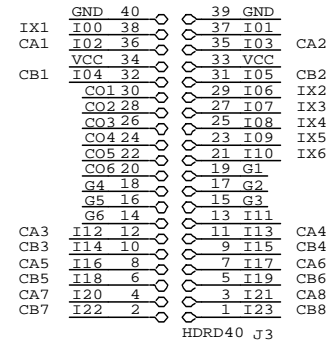 GND 40 39 GND
IX1 I00 38 37 I01
CA1 I02 36 35 I03 CA2
VCC 34 33 VCC
CB1 I04 32 31 I05 CB2
CO1 30 29 I06 IX2
CO2 28 27 I07 IX3
CO3 26 25 I08 IX4
CO4 24 23 I09 IX5
CO5 22 21 I10 IX6
CO6 20 19 G1
G4 18 17 G2
G5 16 15 G3
G6 14 13 I11
CA3 I12 12 11 I13 CA4
CB3 I14 10 9 I15 CB4
CA5 I16 8 7 I17 CA6
CB5 I18 6 5 I19 CB6
CA7 I20 4 3 I21 CA8
CB7 I22 2 1 I23 CB8
HDRD40 J3